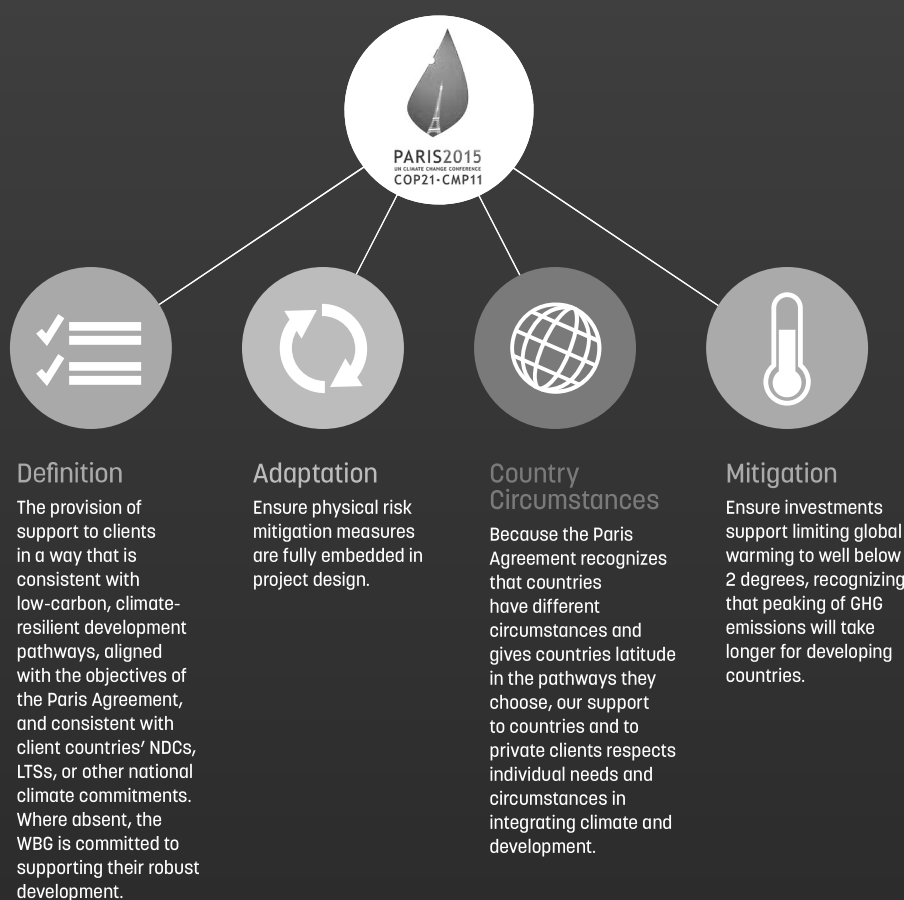 PARIS2015
UN CLIMATE CHANGE CONFERENCE
COP21·CMP11
Definition
The provision of
support to clients
in a way that is
consistent with
low-carbon, climate-
resilient development
pathways, aligned
with the objectives of
the Paris Agreement,
and consistent with
client countries’ NDCs,
LTSs, or other national
climate commitments.
Where absent, the
WBG is committed to
supporting their robust
development.
Adaptation
Ensure physical risk
mitigation measures
are fully embedded in
project design.
Country
Circumstances
Because the Paris
Agreement recognizes
that countries
have different
circumstances and
gives countries latitude
in the pathways they
choose, our support
to countries and to
private clients respects
individual needs and
circumstances in
integrating climate and
development.
Mitigation
Ensure investments
support limiting global
warming to well below
2 degrees, recognizing
that peaking of GHG
emissions will take
longer for developing
countries.